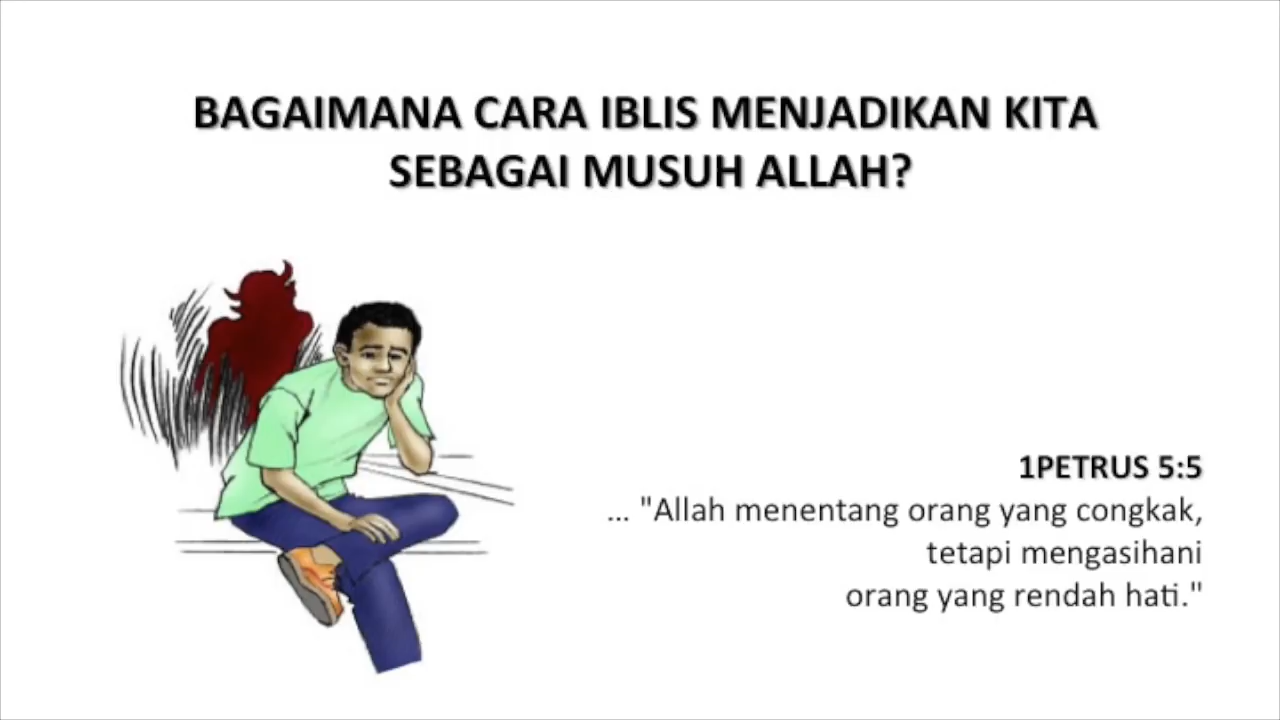 BAGAIMANA CARA IBLIS MENJADIKAN KITA
SEBAGAI MUSUH ALLAH?
1PETRUS 5:5
... "Allah menentang orang yang congkak,
tetapi mengasihani
orang yang rendah hati."